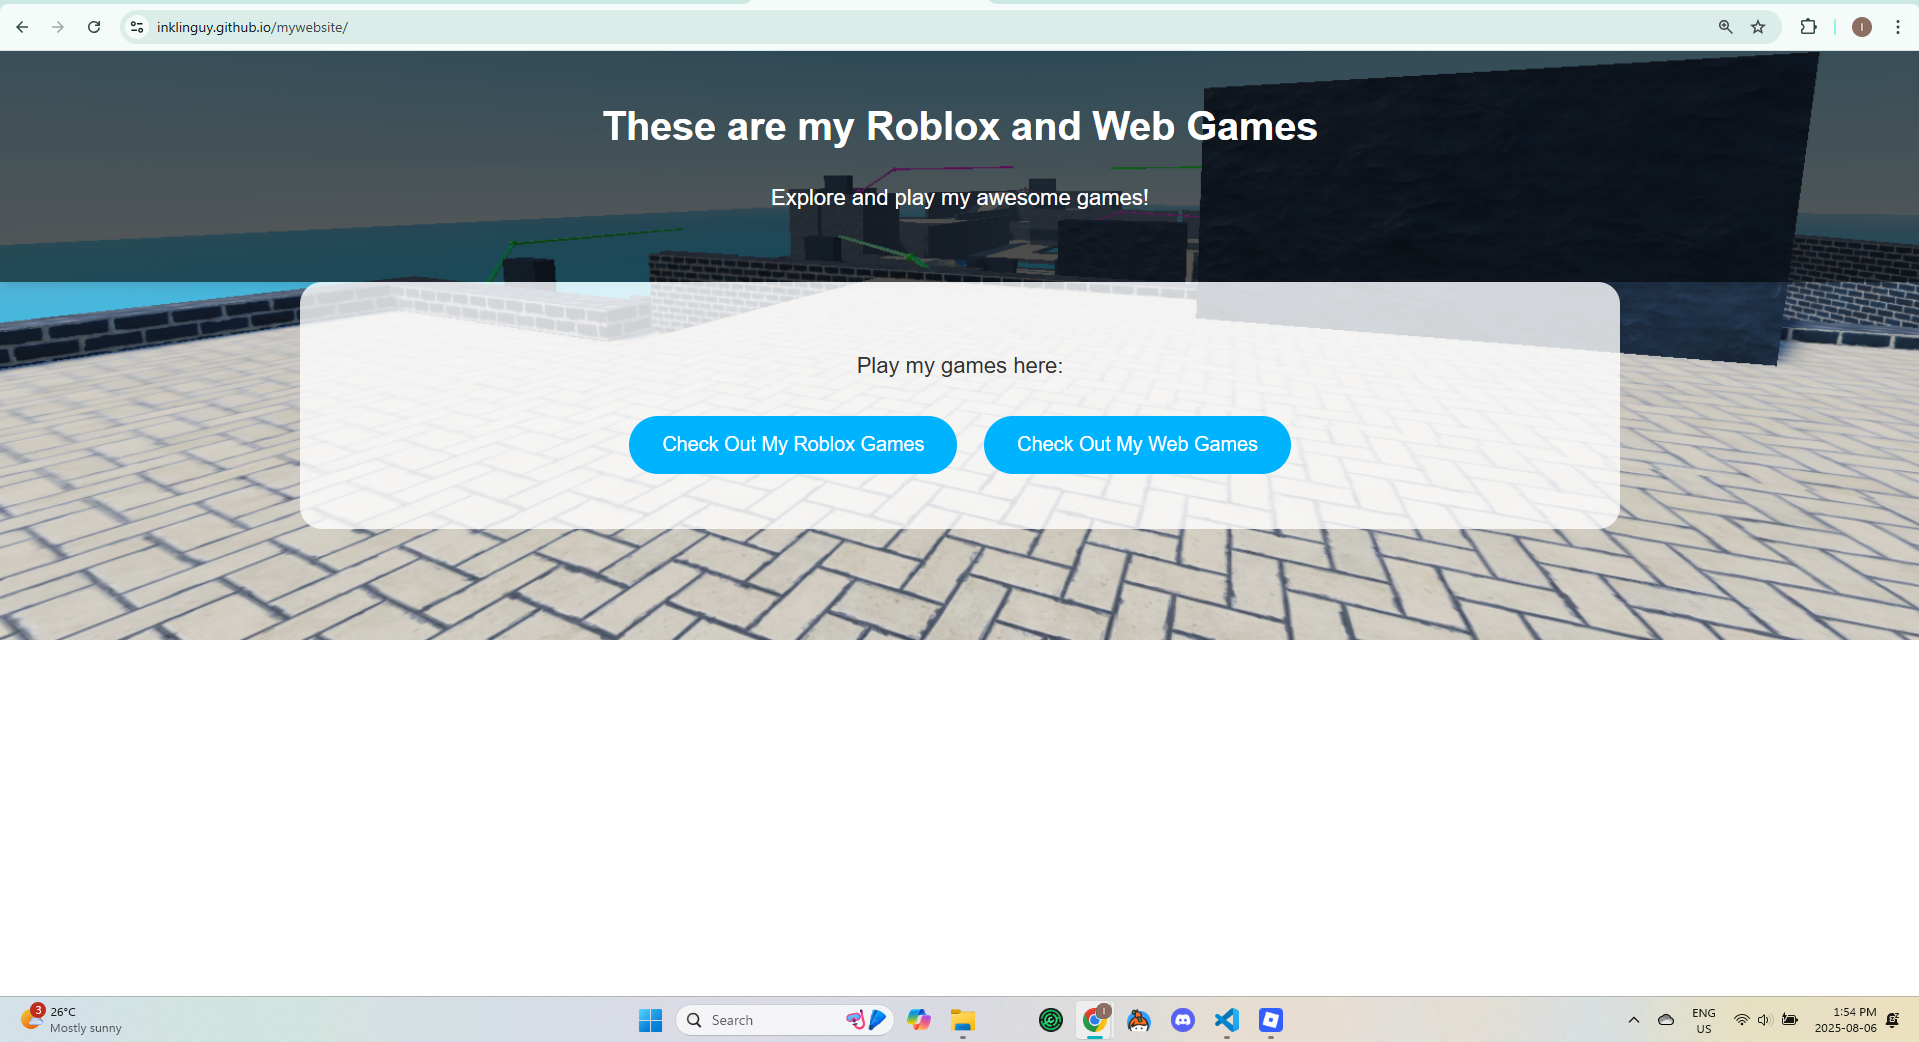 inklinguy.github.io/mywebsite/
I
These are my Roblox and Web Games
Explore and play my awesome games!
Play my games here:
Check Out My Roblox Games
Check Out My Web Games
3
26°C
Mostly sunny
Search
I
ENG
US
1:54 PM
2025-08-06